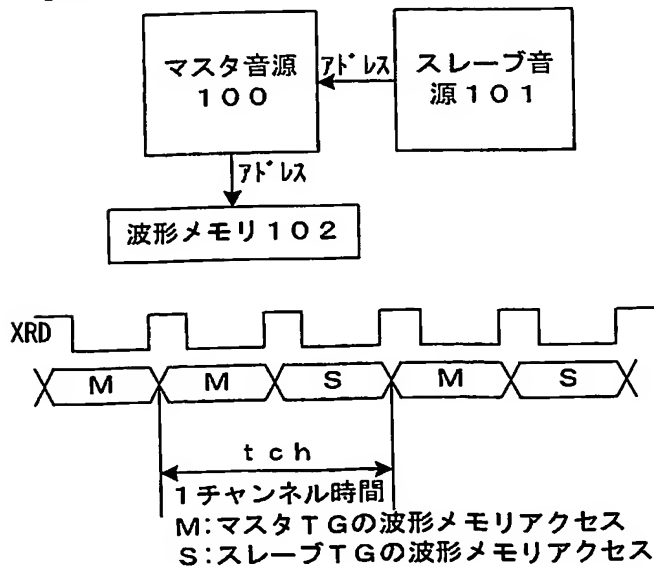 マスタ音源
100
アドレス
スレーブ音
源101
アドレス
波形メモリ102
XRD
M M S M S
tch
1チャンネル時間
M:マスタTGの波形メモリアクセス
S:スレーブTGの波形メモリアクセス